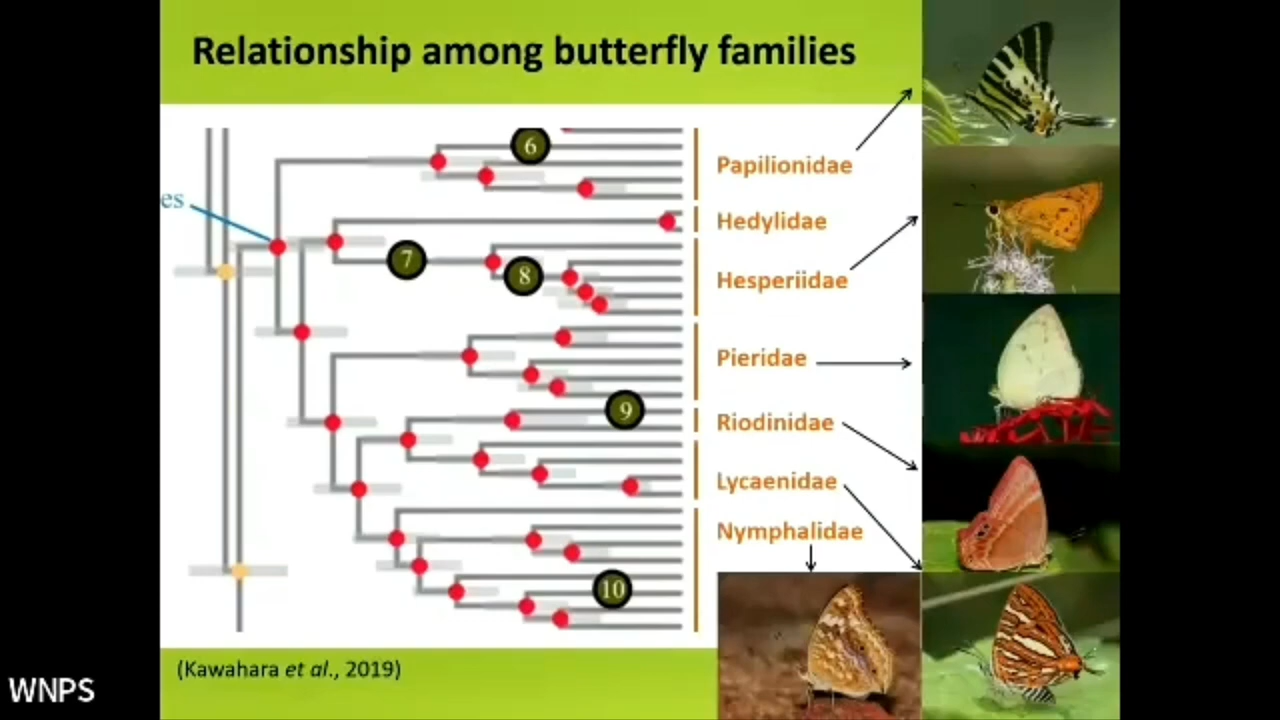 Relationship among butterfly families
es
6
7
8
9
10
Papilionidae
Hedylidae
Hesperiidae
Pieridae
Riodinidae
Lycaenidae
Nymphalidae
(Kawahara et al., 2019)
WNPS